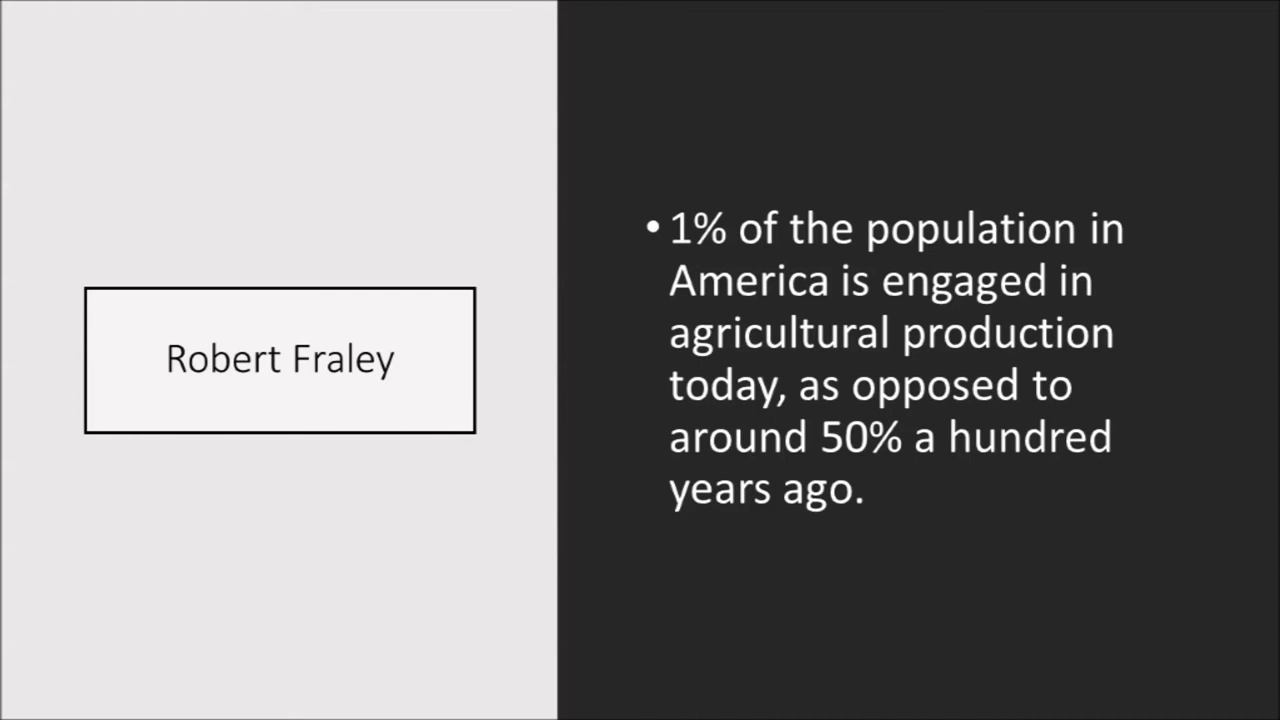 Robert Fraley
• 1% of the population in
America is engaged in
agricultural production
today, as opposed to
around 50% a hundred
years ago.